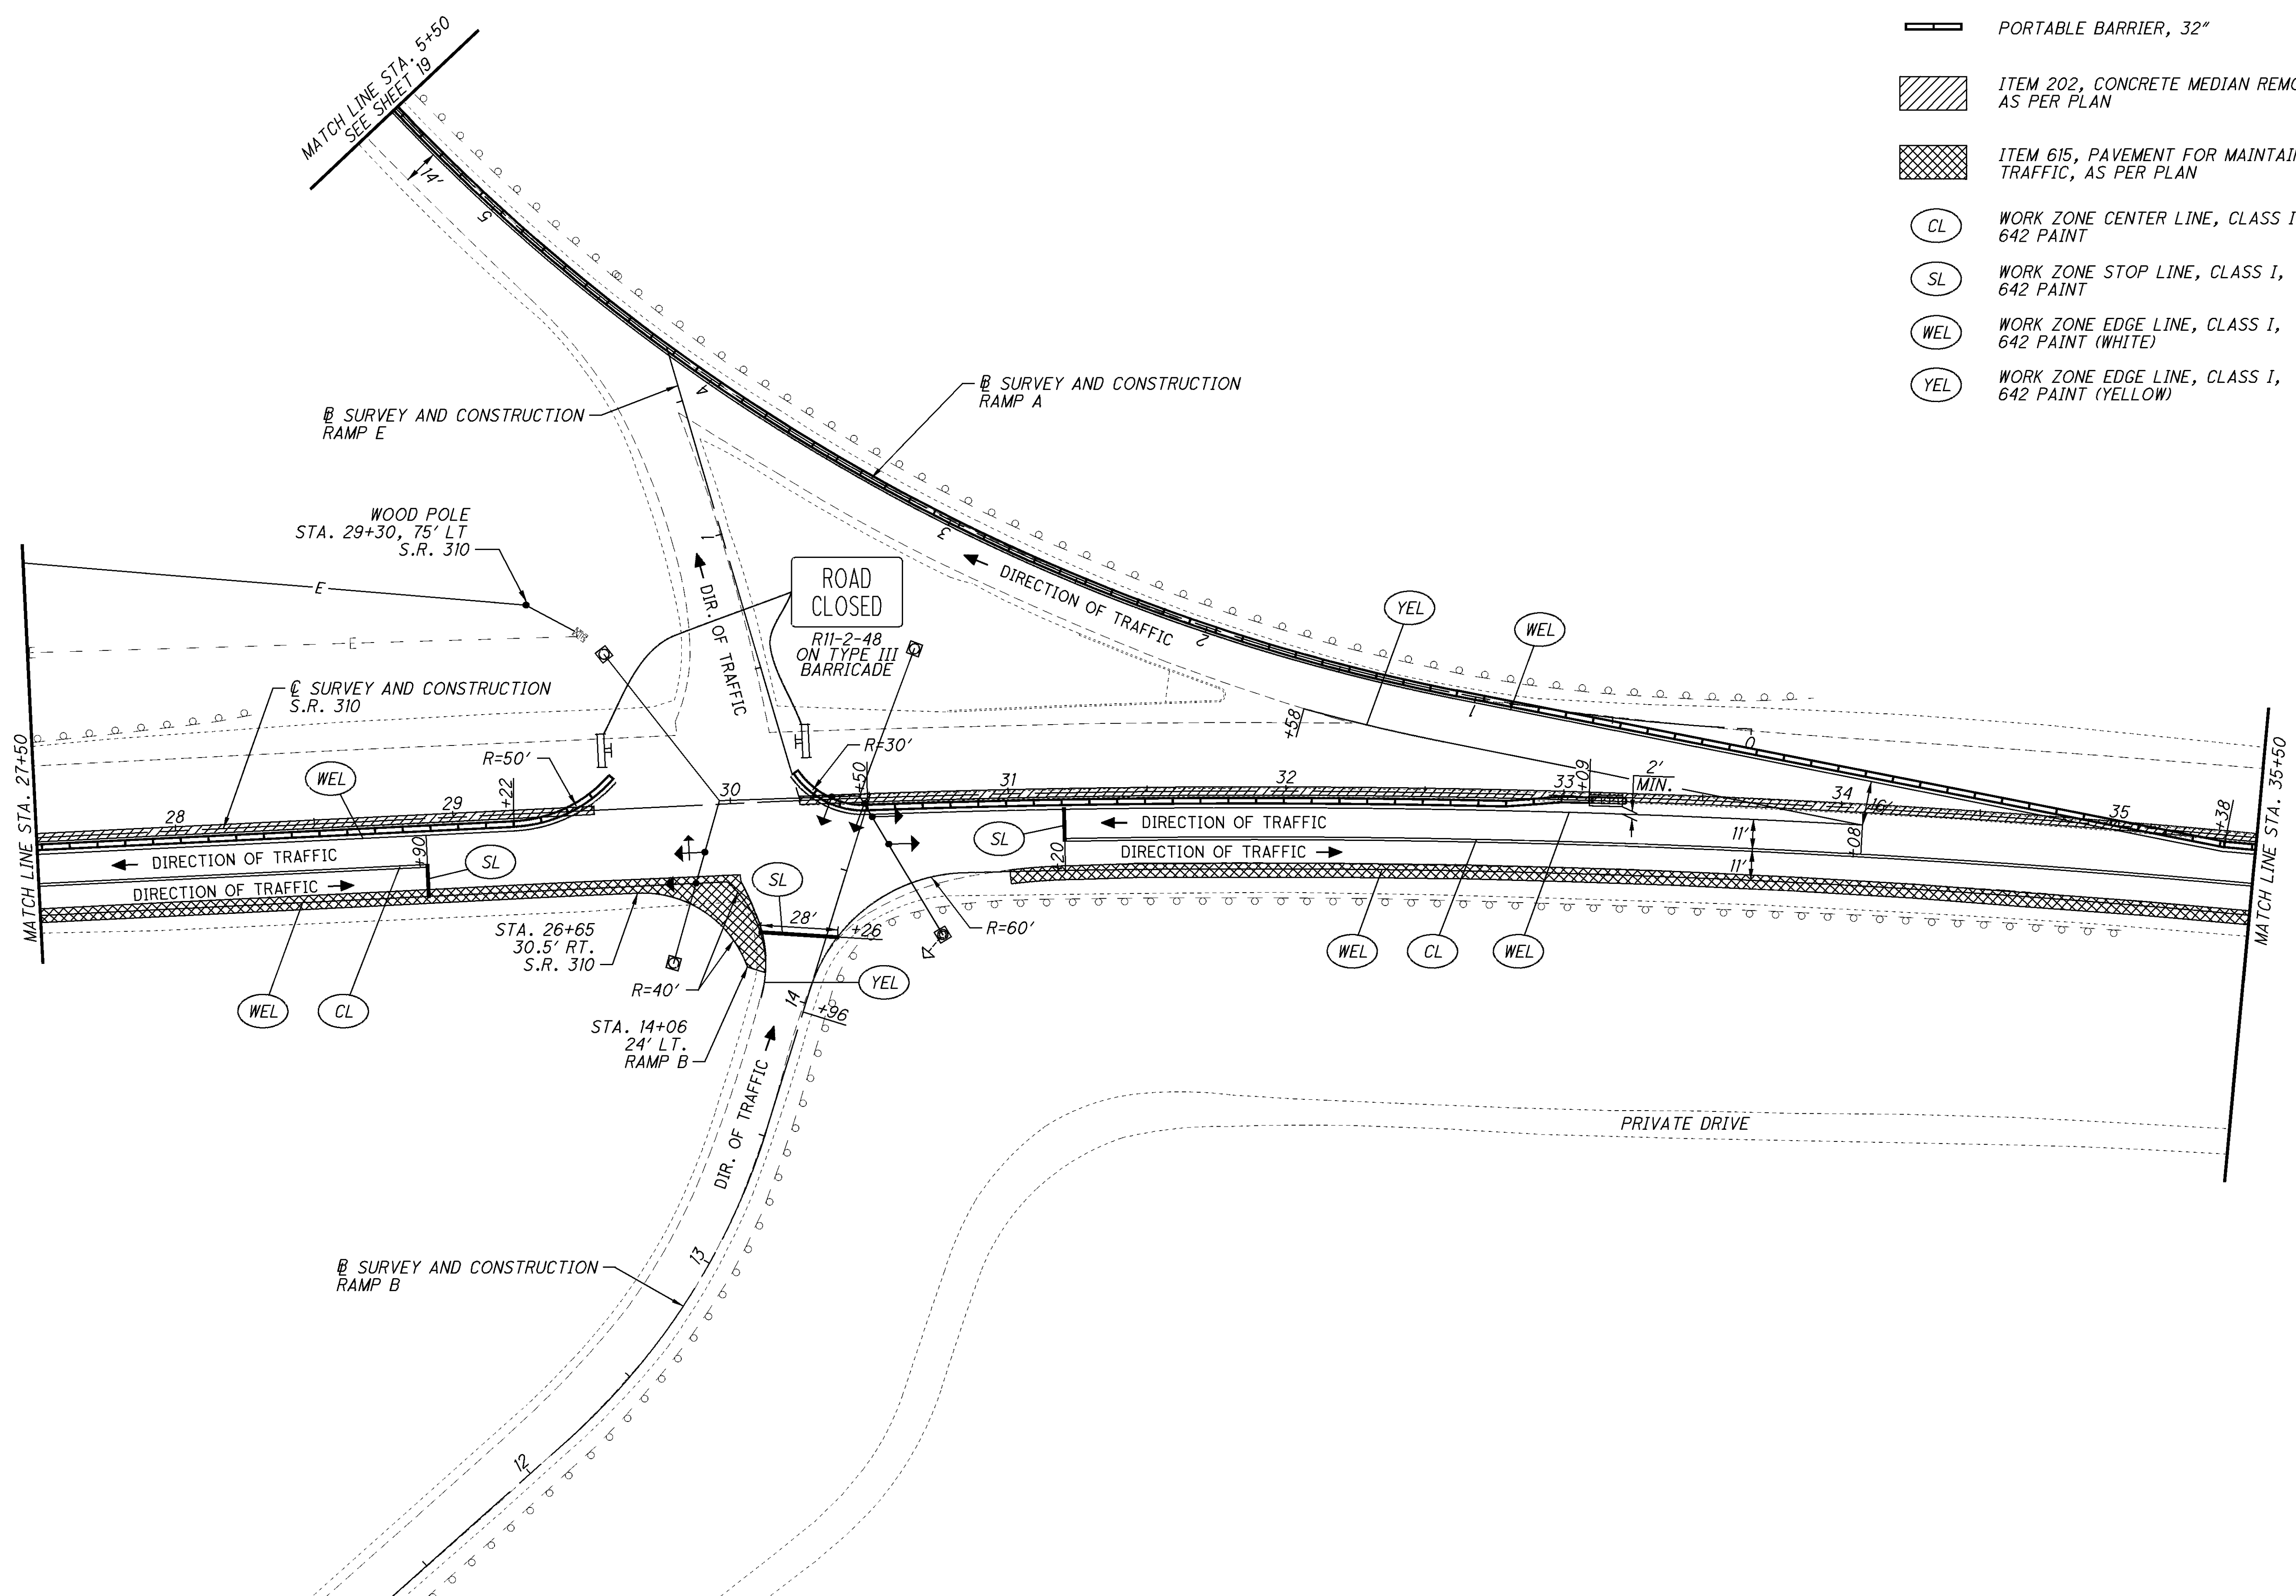 PORTABLE BARRIER, 32"
ITEM 202, CONCRETE MEDIAN
AS PER PLAN
ITEM 615, PAVEMENT FOR
TRAFFIC, AS PER PLAN
CL
WORK ZONE CENTER LINE, CLASS I
642 PAINT
SL
WORK ZONE STOP LINE, CLASS I,
642 PAINT
WEL
WORK ZONE EDGE LINE, CLASS I,
642 PAINT (WHITE)
YEL
WORK ZONE EDGE LINE, CLASS I,
642 PAINT (YELLOW)
MATCH LINE STA. 5+50
SEE SHEET 19
14'
5
4
3
2
1
0
℄ SURVEY AND CONSTRUCTION
RAMP A
BL SURVEY AND CONSTRUCTION
RAMP E
WOOD POLE
STA. 29+30, 75' LT
S.R. 310
E
E
E
1
DIR. OF TRAFFIC
ROAD
CLOSED
R11-2-48
ON TYPE III
BARRICADE
DIRECTION OF TRAFFIC
YEL
WEL
℄ SURVEY AND CONSTRUCTION
S.R. 310
MATCH LINE STA. 27+50
WEL
R=50'
R=30'
+58
28
29
+22
30
+50
31
32
33
+09
2'
MIN.
34
16'
35
+38
MATCH LINE STA. 35+50
+90
SL
DIRECTION OF TRAFFIC
DIRECTION OF TRAFFIC
SL
+20
DIRECTION OF TRAFFIC
DIRECTION OF TRAFFIC
11'
11'
+08
SL
28'
+26
R=60'
STA. 26+65
30.5' RT.
S.R. 310
R=40'
YEL
WEL
CL
WEL
CL
WEL
STA. 14+06
24' LT.
RAMP B
14
+96
DIR. OF TRAFFIC
13
12
BL SURVEY AND CONSTRUCTION
RAMP B
PRIVATE DRIVE